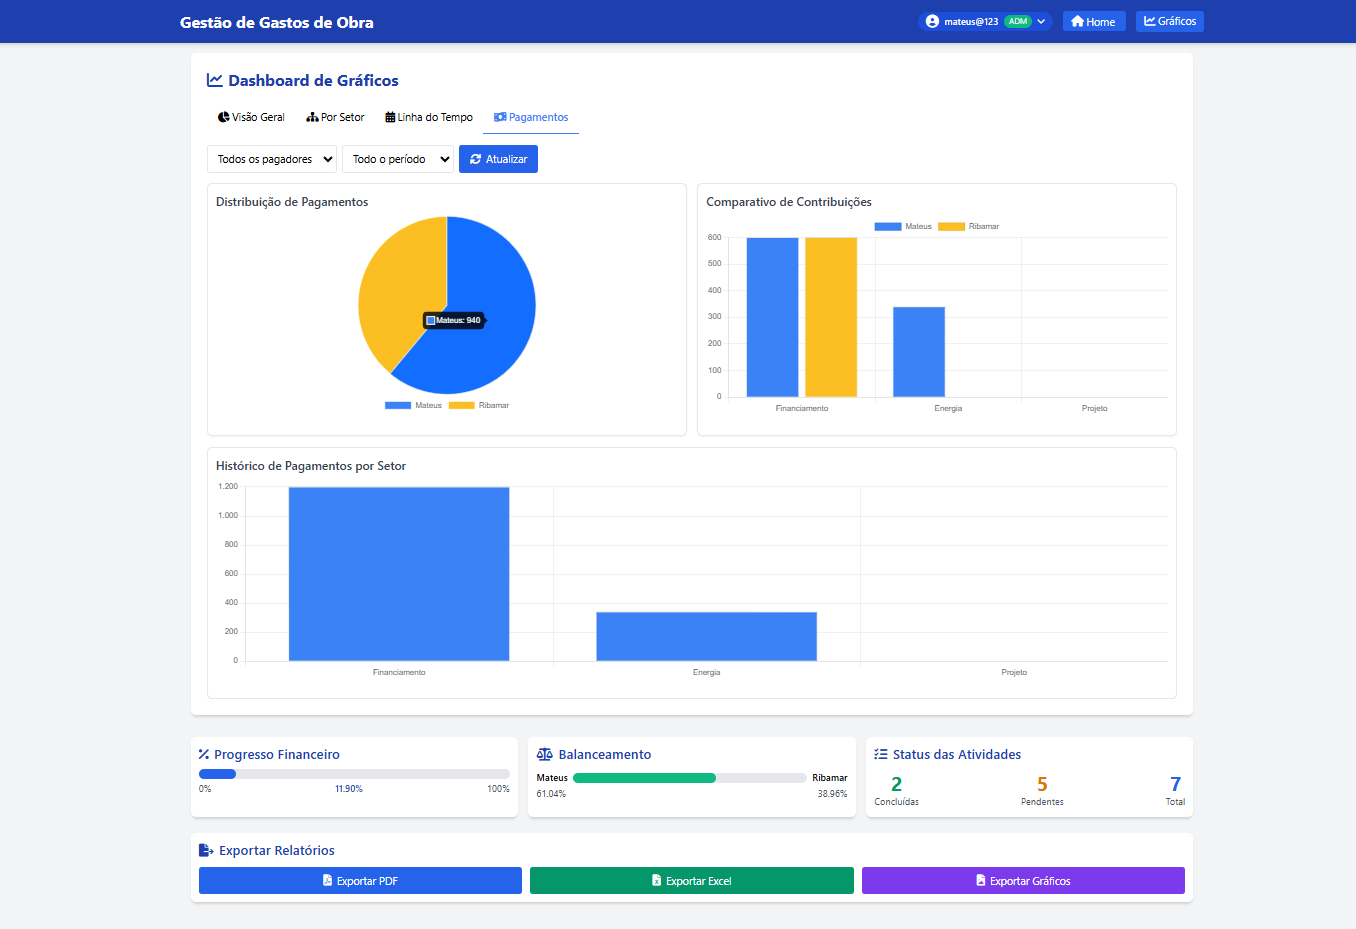 Gestão de Gastos de Obra
mateus@123 ADM
Home
Gráficos
Dashboard de Gráficos
Visão Geral
Por Setor
Linha do Tempo
Pagamentos
Todos os pagadores
Todo o período
Atualizar
Distribuição de Pagamentos
Mateus: 940
Mateus Ribamar
Comparativo de Contribuições
Mateus Ribamar
600
500
400
300
200
100
0
Financiamento Energia Projeto
Histórico de Pagamentos por Setor
1.200
1.000
800
600
400
200
0
Financiamento Energia Projeto
Progresso Financeiro
0% 11.90% 100%
Balanceamento
Mateus Ribamar
61.04% 38.96%
Status das Atividades
2 5 7
Concluídas Pendentes Total
Exportar Relatórios
Exportar PDF
Exportar Excel
Exportar Gráficos